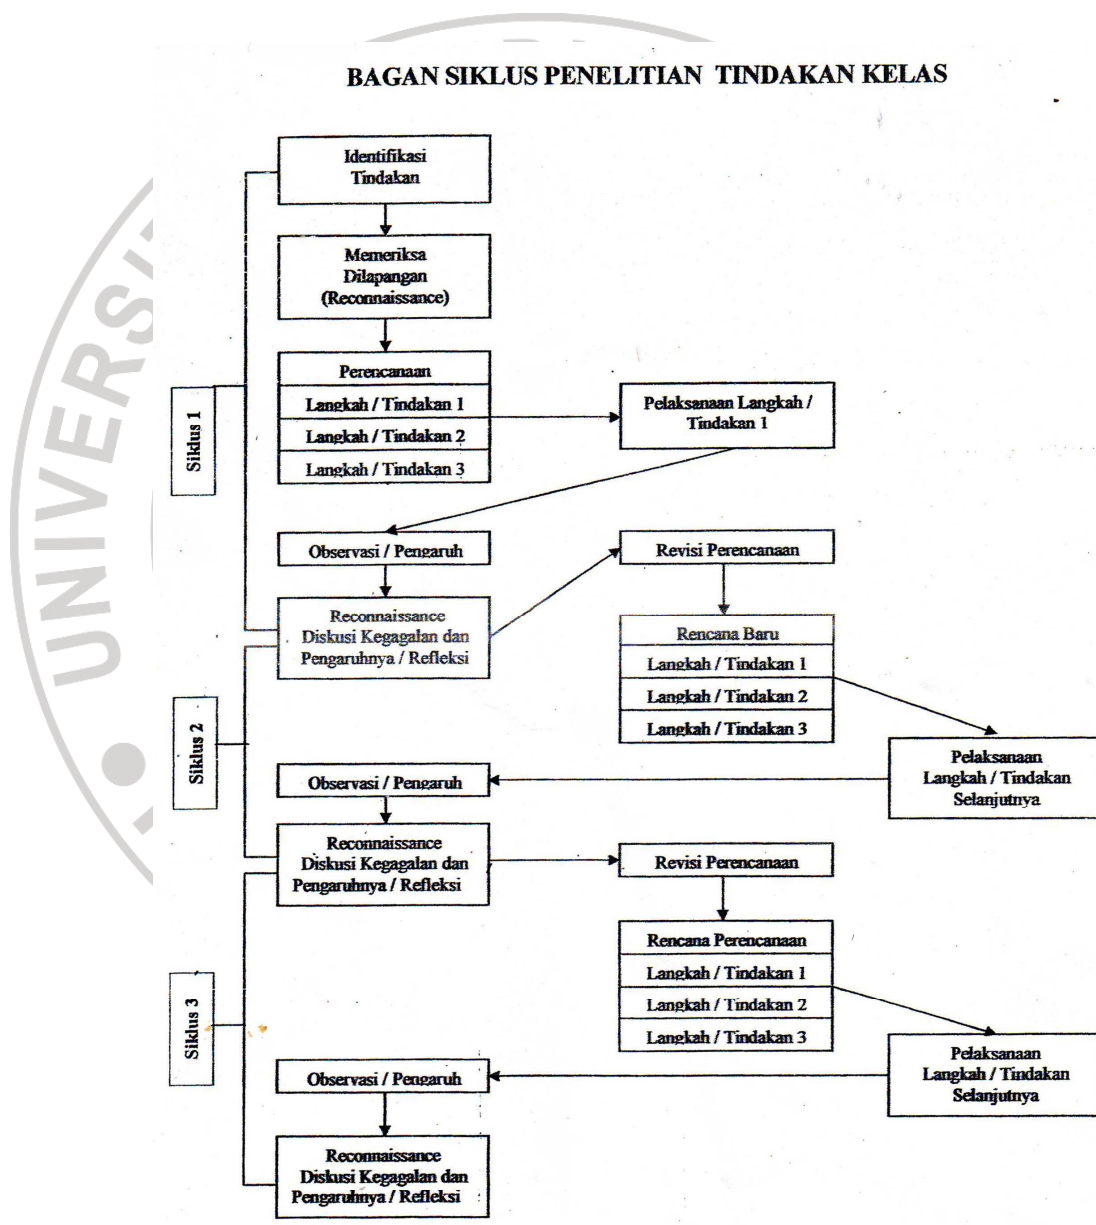 BAGAN SIKLUS PENELITIAN TINDAKAN KELAS
Identifikasi
Tindakan
Memeriksa
Dilapangan
(Reconnaissance)
Perencanaan
Langkah / Tindakan 1
Langkah / Tindakan 2
Langkah / Tindakan 3
Pelaksanaan Langkah /
Tindakan 1
Siklus 1
Observasi / Pengaruh
Reconnaissance
Diskusi Kegagalan dan
Pengaruhnya / Refleksi
Revisi Perencanaan
Rencana Baru
Langkah / Tindakan 1
Langkah / Tindakan 2
Langkah / Tindakan 3
Siklus 2
Pelaksanaan
Langkah / Tindakan
Selanjutnya
Observasi / Pengaruh
Reconnaissance
Diskusi Kegagalan dan
Pengaruhnya / Refleksi
Revisi Perencanaan
Rencana Perencanaan
Langkah / Tindakan 1
Langkah / Tindakan 2
Langkah / Tindakan 3
Siklus 3
Pelaksanaan
Langkah / Tindakan
Selanjutnya
Observasi / Pengaruh
Reconnaissance
Diskusi Kegagalan dan
Pengaruhnya / Refleksi